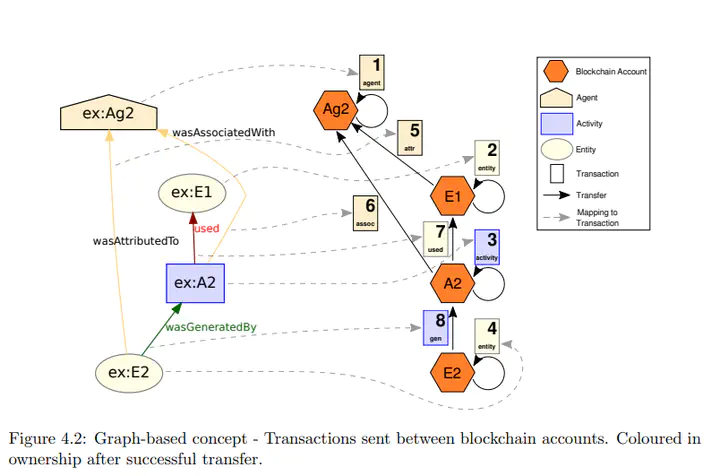 1
agent
ex:Ag2
Ag2
wasAssociatedWith
5
attr
2
entity
ex:E1
E1
6
assoc
used
7
used
3
activity
wasAttributedTo
ex:A2
A2
wasGeneratedBy
8
gen
4
entity
ex:E2
E2
Blockchain Account
Agent
Activity
Entity
Transaction
Transfer
Mapping to
Transaction
Figure 4.2: Graph-based concept - Transactions sent between blockchain accounts. Coloured in
ownership after successful transfer.